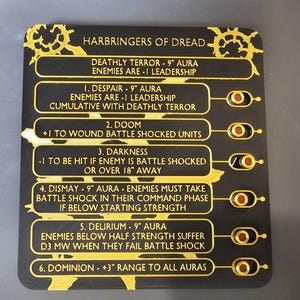 HARBRINGERS OF DREAD
DEATHLY TERROR - 9" AURA
ENEMIES ARE -1 LEADERSHIP
1. DESPAIR - 9" AURA
ENEMIES ARE -1 LEADERSHIP
CUMULATIVE WITH DEATHLY TERROR
2. DOOM
+1 TO WOUND BATTLE SHOCKED UNITS
3. DARKNESS
-1 TO BE HIT IF ENEMY IS BATTLE SHOCKED
OR OVER 18" AWAY
4. DISMAY - 9" AURA - ENEMIES MUST TAKE
BATTLE SHOCK IN THEIR COMMAND PHASE
IF BELOW STARTING STRENGTH
5. DELIRIUM - 9" AURA
ENEMIES BELOW HALF STRENGTH SUFFER
D3 MW WHEN THEY FAIL BATTLE SHOCK
6. DOMINION - +3" RANGE TO ALL AURAS